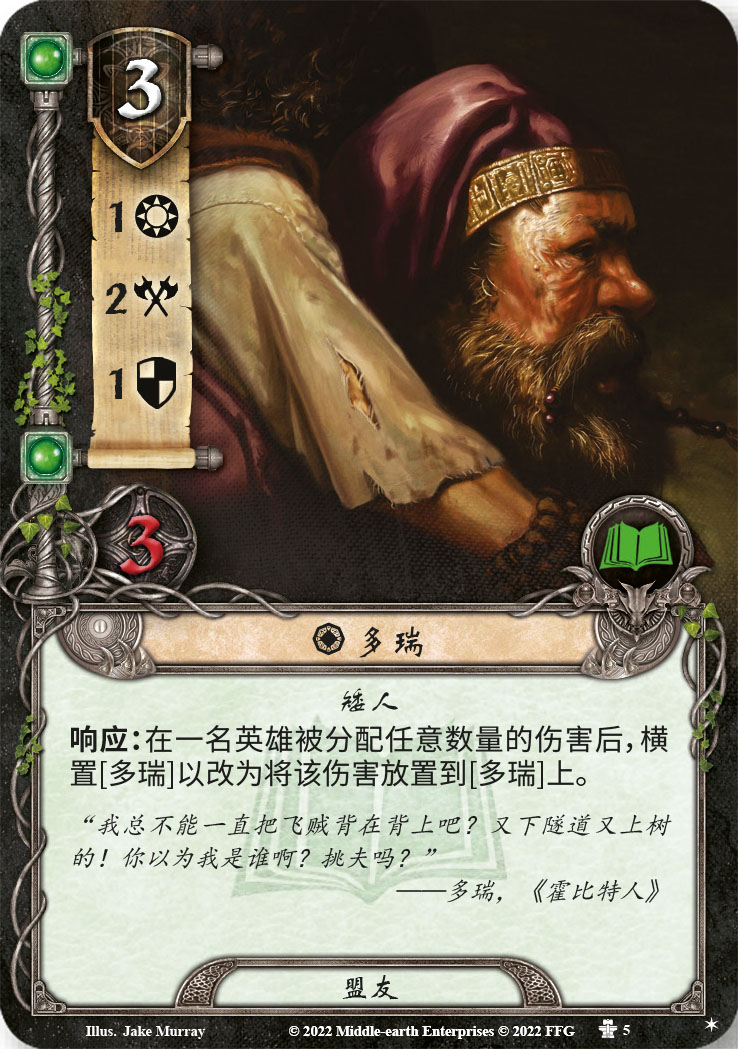 3
1
2
1
3
多瑞
矮人
响应：在一名英雄被分配任意数量的伤害后，横
置[多瑞]以改为将该伤害放置到[多瑞]上。
“我总不能一直把飞贼背在背上吧？又下隧道又上树
的！你以为我是谁啊？挑夫吗？”
——多瑞，《霍比特人》
盟友
Illus. Jake Murray © 2022 Middle-earth Enterprises © 2022 FFG 5